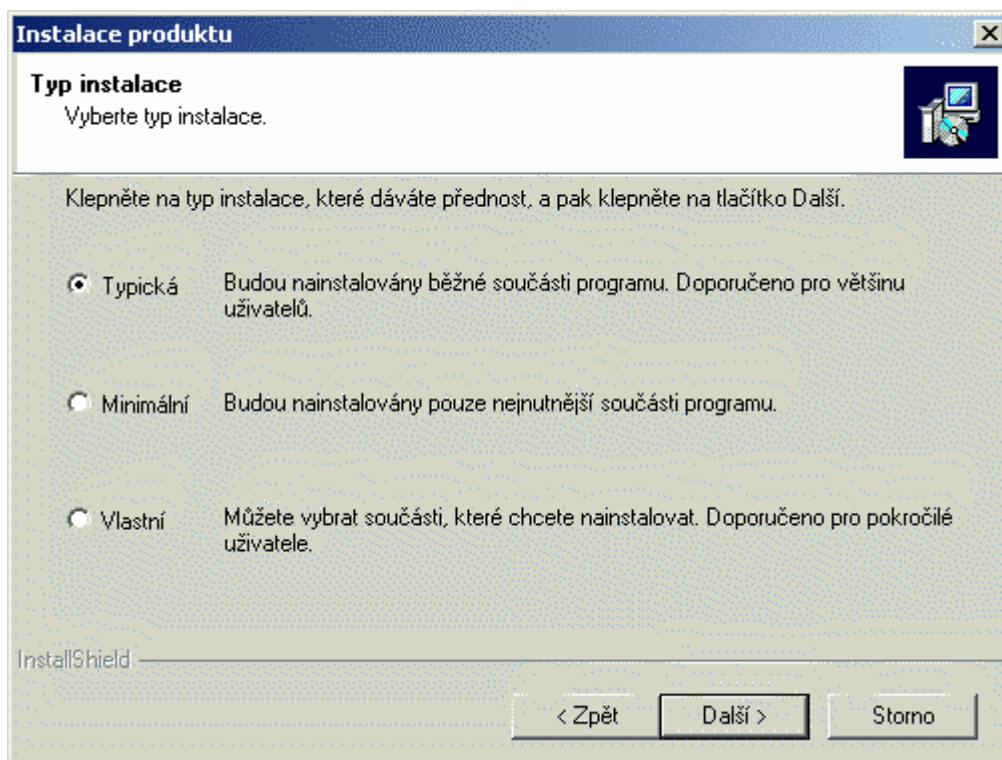 Instalace produktu
Typ instalace
Vyberte typ instalace.
Klepněte na typ instalace, které dáváte přednost, a pak klepněte na tlačítko Další.
Typická
Budou nainstalovány běžné součásti programu. Doporučeno pro většinu
uživatelů.
Minimální
Budou nainstalovány pouze nejnutnější součásti programu.
Vlastní
Můžete vybrat součásti, které chcete nainstalovat. Doporučeno pro pokročilé
uživatele.
InstallShield
< Zpět
Další >
Storno